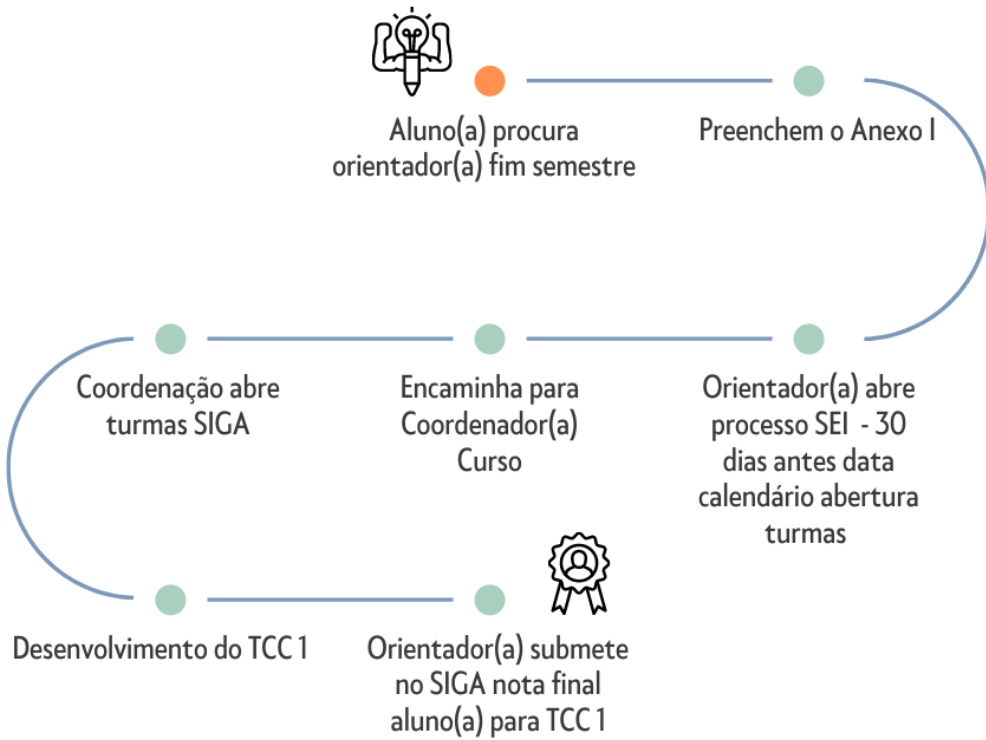 Aluno(a) procura
orientador(a) fim semestre
Preenchem o Anexo I
Orientador(a) abre
processo SEI - 30
dias antes data
calendário abertura
turmas
Encaminha para
Coordenador(a)
Curso
Coordenação abre
turmas SIGA
Desenvolvimento do TCC 1
Orientador(a) submete
no SIGA nota final
aluno(a) para TCC 1